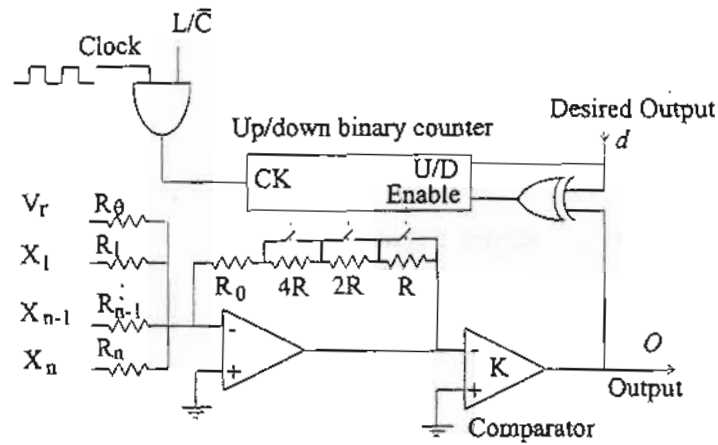 L/C̄
Clock
Desired Output
d
Up/down binary counter
U/D
CK
Enable
Vr
Rθ
X1
R1
R0
4R
2R
R
Xn-1
Rn-1
Xn
Rn
-
+
-
K
+
O
Output
Comparator